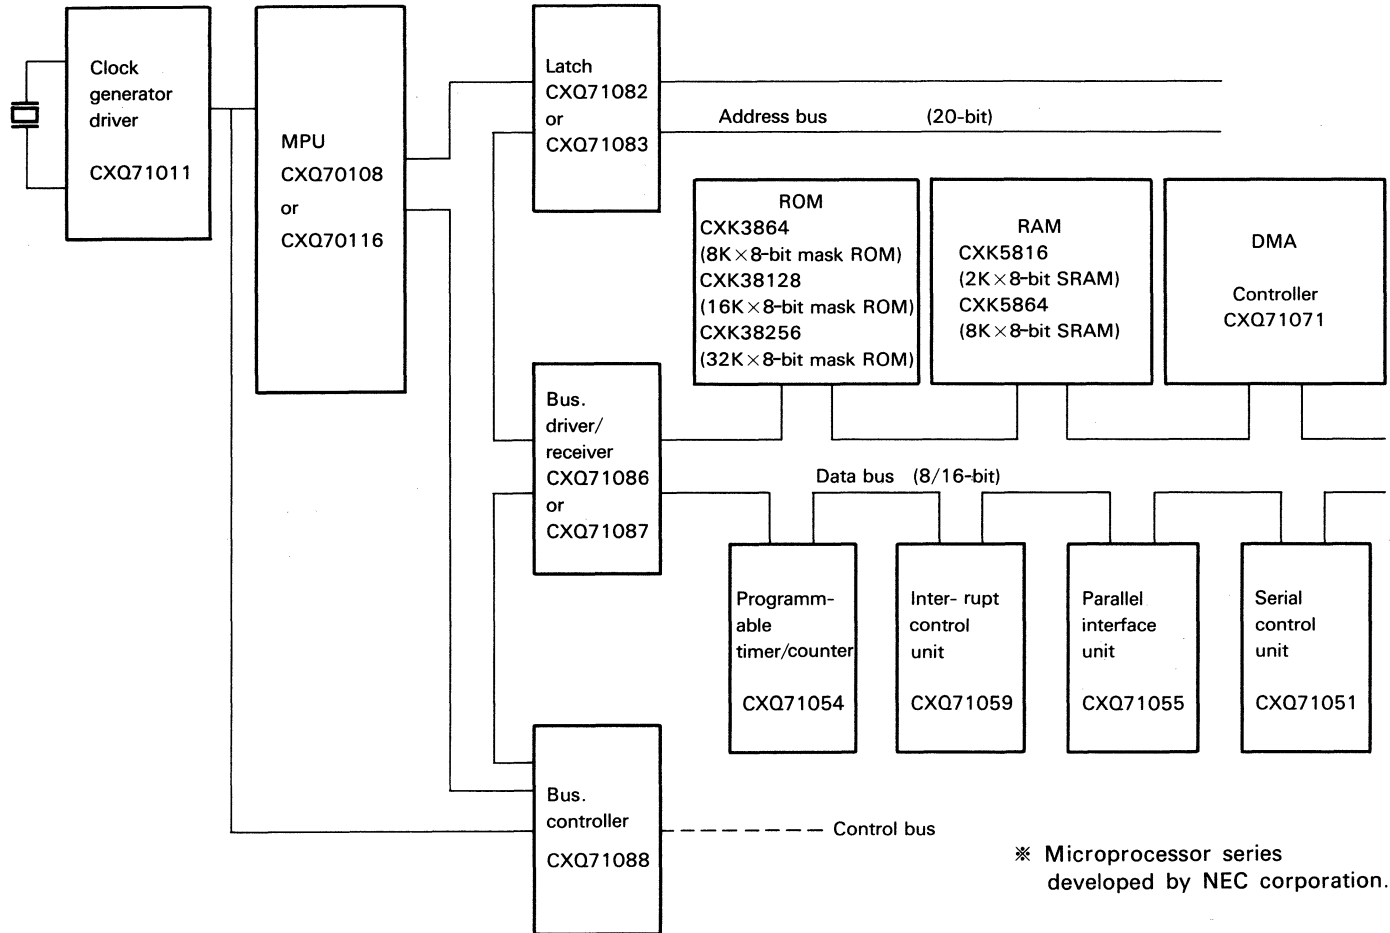 Clock
generator
driver
CXQ71011
MPU
CXQ70108
or
CXQ70116
Latch
CXQ71082
or
CXQ71083
Address bus (20-bit)
ROM
CXK3864
(8K×8-bit mask ROM)
CXK38128
(16K×8-bit mask ROM)
CXK38256
(32K×8-bit mask ROM)
RAM
CXK5816
(2K×8-bit SRAM)
CXK5864
(8K×8-bit SRAM)
DMA
Controller
CXQ71071
Bus.
driver/
receiver
CXQ71086
or
CXQ71087
Data bus (8/16-bit)
Programm-
able
timer/counter
CXQ71054
Inter- rupt
control
unit
CXQ71059
Parallel
interface
unit
CXQ71055
Serial
control
unit
CXQ71051
Bus.
controller
CXQ71088
Control bus
※ Microprocessor series
developed by NEC corporation.